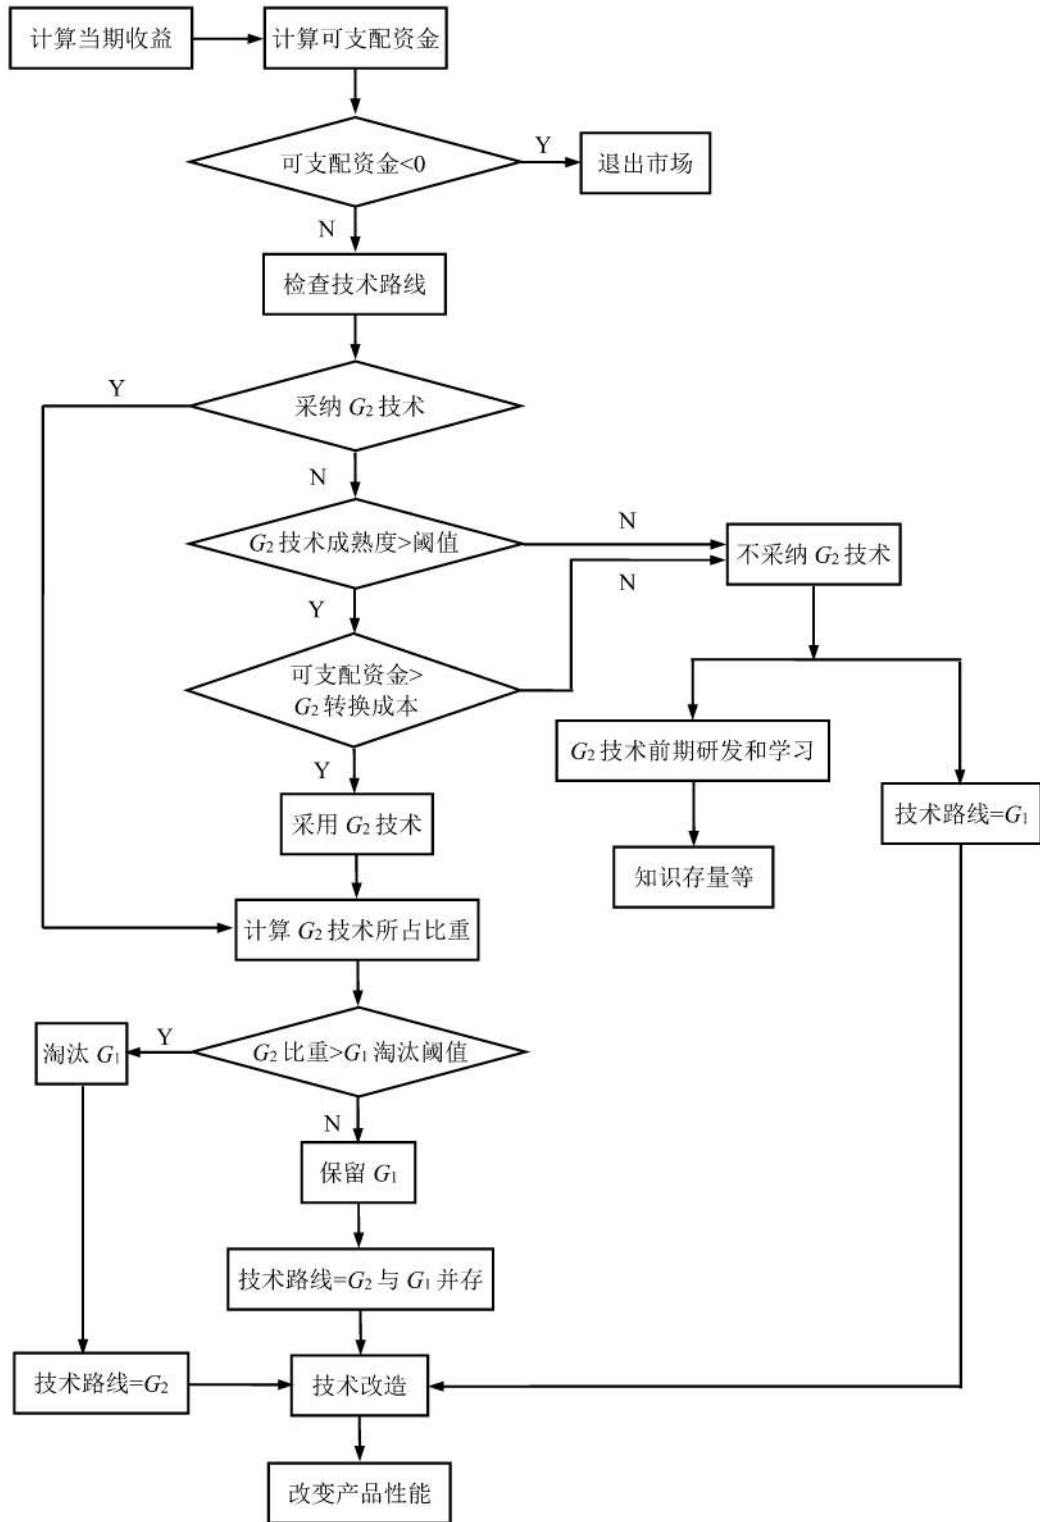 计算当期收益
计算可支配资金
可支配资金<0
Y
退出市场
N
检查技术路线
Y
采纳 G₂ 技术
N
G₂ 技术成熟度>阈值
N
不采纳 G₂ 技术
N
Y
可支配资金>
G₂ 转换成本
G₂ 技术前期研发和学习
Y
采用 G₂ 技术
技术路线=G₁
知识存量等
计算 G₂ 技术所占比重
淘汰 G₁
Y
G₂ 比重>G₁ 淘汰阈值
N
保留 G₁
技术路线=G₂ 与 G₁ 并存
技术路线=G₂
技术改造
改变产品性能